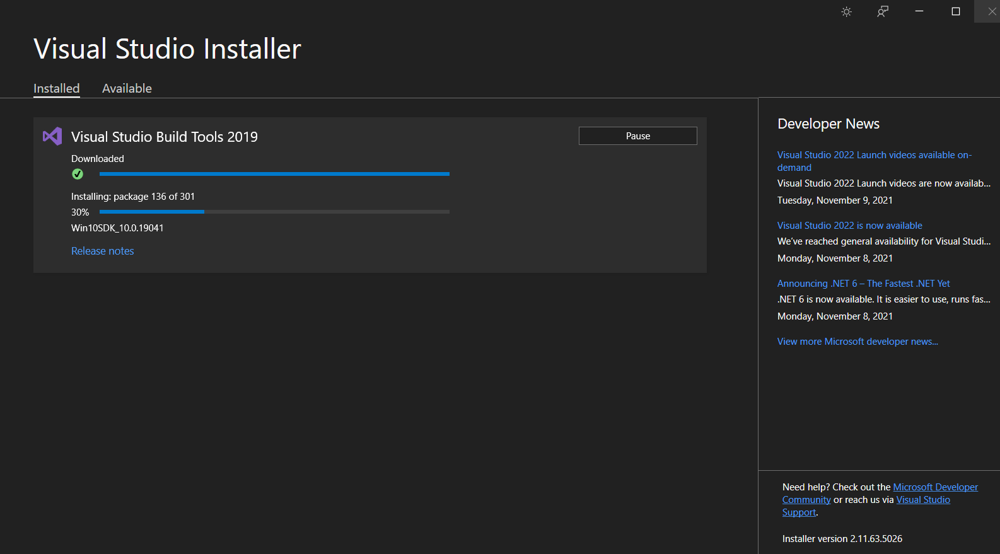 Visual Studio Installer
Installed
Available
Visual Studio Build Tools 2019
Pause
Downloaded
Installing: package 136 of 301
30%
Win10SDK_10.0.19041
Release notes
Developer News
Visual Studio 2022 Launch videos available on-
demand
Visual Studio 2022 Launch videos are now availab...
Tuesday, November 9, 2021
Visual Studio 2022 is now available
We’ve reached general availability for Visual Studi...
Monday, November 8, 2021
Announcing .NET 6 – The Fastest .NET Yet
.NET 6 is now available. It is easier to use, runs fas...
Monday, November 8, 2021
View more Microsoft developer news...
Need help? Check out the Microsoft Developer
Community or reach us via Visual Studio
Support.
Installer version 2.11.63.5026